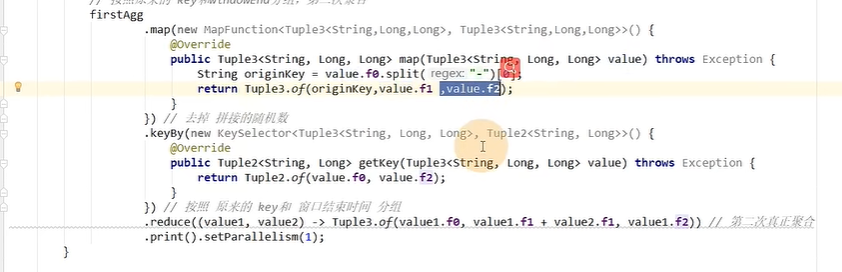 // 按照原来的 key和windowEnd分组，第二次聚合
firstAgg
.map(new MapFunction<Tuple3<String,Long,Long>, Tuple3<String,Long,Long>>() {
@Override
public Tuple3<String, Long, Long> map(Tuple3<String, Long, Long> value) throws Exception {
String originKey = value.f0.split( regex: "-")[0];
return Tuple3.of(originKey,value.f1 ,value.f2);
}
}) // 去掉 拼接的随机数
.keyBy(new KeySelector<Tuple3<String, Long, Long>, Tuple2<String, Long>>() {
@Override
public Tuple2<String, Long> getKey(Tuple3<String, Long, Long> value) throws Exception {
return Tuple2.of(value.f0, value.f2);
}
}) // 按照 原来的 key和 窗口结束时间 分组
.reduce((value1, value2) -> Tuple3.of(value1.f0, value1.f1 + value2.f1, value1.f2)) // 第二次真正聚合
.print().setParallelism(1);
}